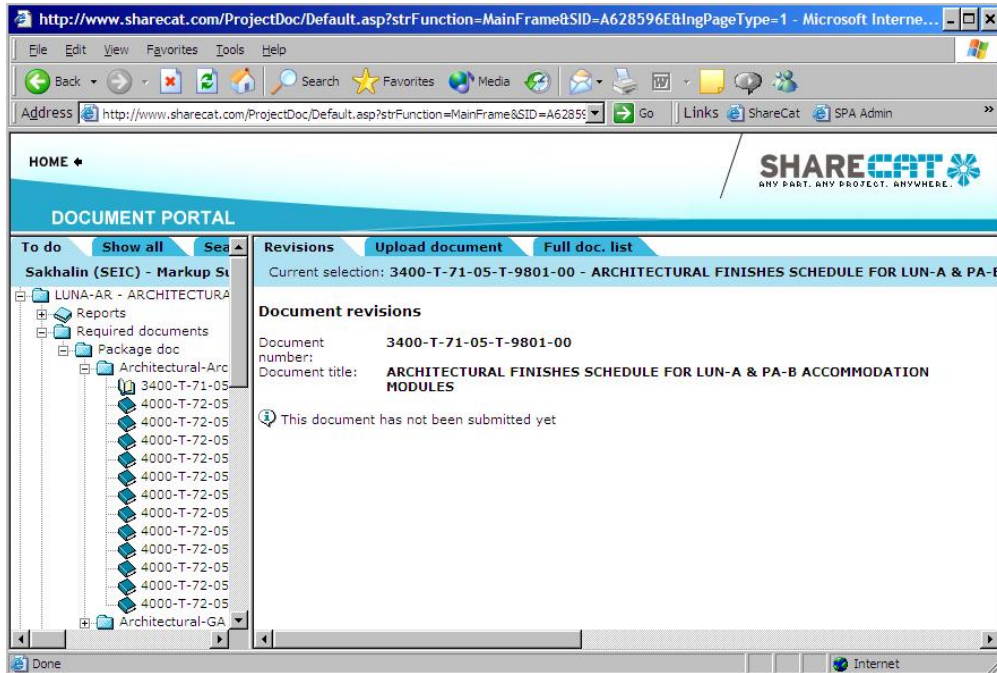 http://www.sharecat.com/ProjectDoc/Default.asp?strFunction=MainFrame&SID=A628596E&lngPageType=1 - Microsoft Interne...
File Edit View Favorites Tools Help
Back Search Favorites Media
Address http://www.sharecat.com/ProjectDoc/Default.asp?strFunction=MainFrame&SID=A6285 Go Links ShareCat SPA Admin »
HOME
SHARECAT
ANY PART. ANY PROJECT. ANYWHERE.
DOCUMENT PORTAL
To do Show all Sea
Sakhalin (SEIC) - Markup Su
LUNA-AR - ARCHITECTURA
Reports
Required documents
Package doc
Architectural-Arc
3400-T-71-05
4000-T-72-05
4000-T-72-05
4000-T-72-05
4000-T-72-05
4000-T-72-05
4000-T-72-05
4000-T-72-05
4000-T-72-05
4000-T-72-05
4000-T-72-05
4000-T-72-05
4000-T-72-05
Architectural-GA
Revisions Upload document Full doc. list
Current selection: 3400-T-71-05-T-9801-00 - ARCHITECTURAL FINISHES SCHEDULE FOR LUN-A & PA-B
Document revisions
Document number: 3400-T-71-05-T-9801-00
Document title: ARCHITECTURAL FINISHES SCHEDULE FOR LUN-A & PA-B ACCOMMODATION
MODULES
This document has not been submitted yet
Done Internet